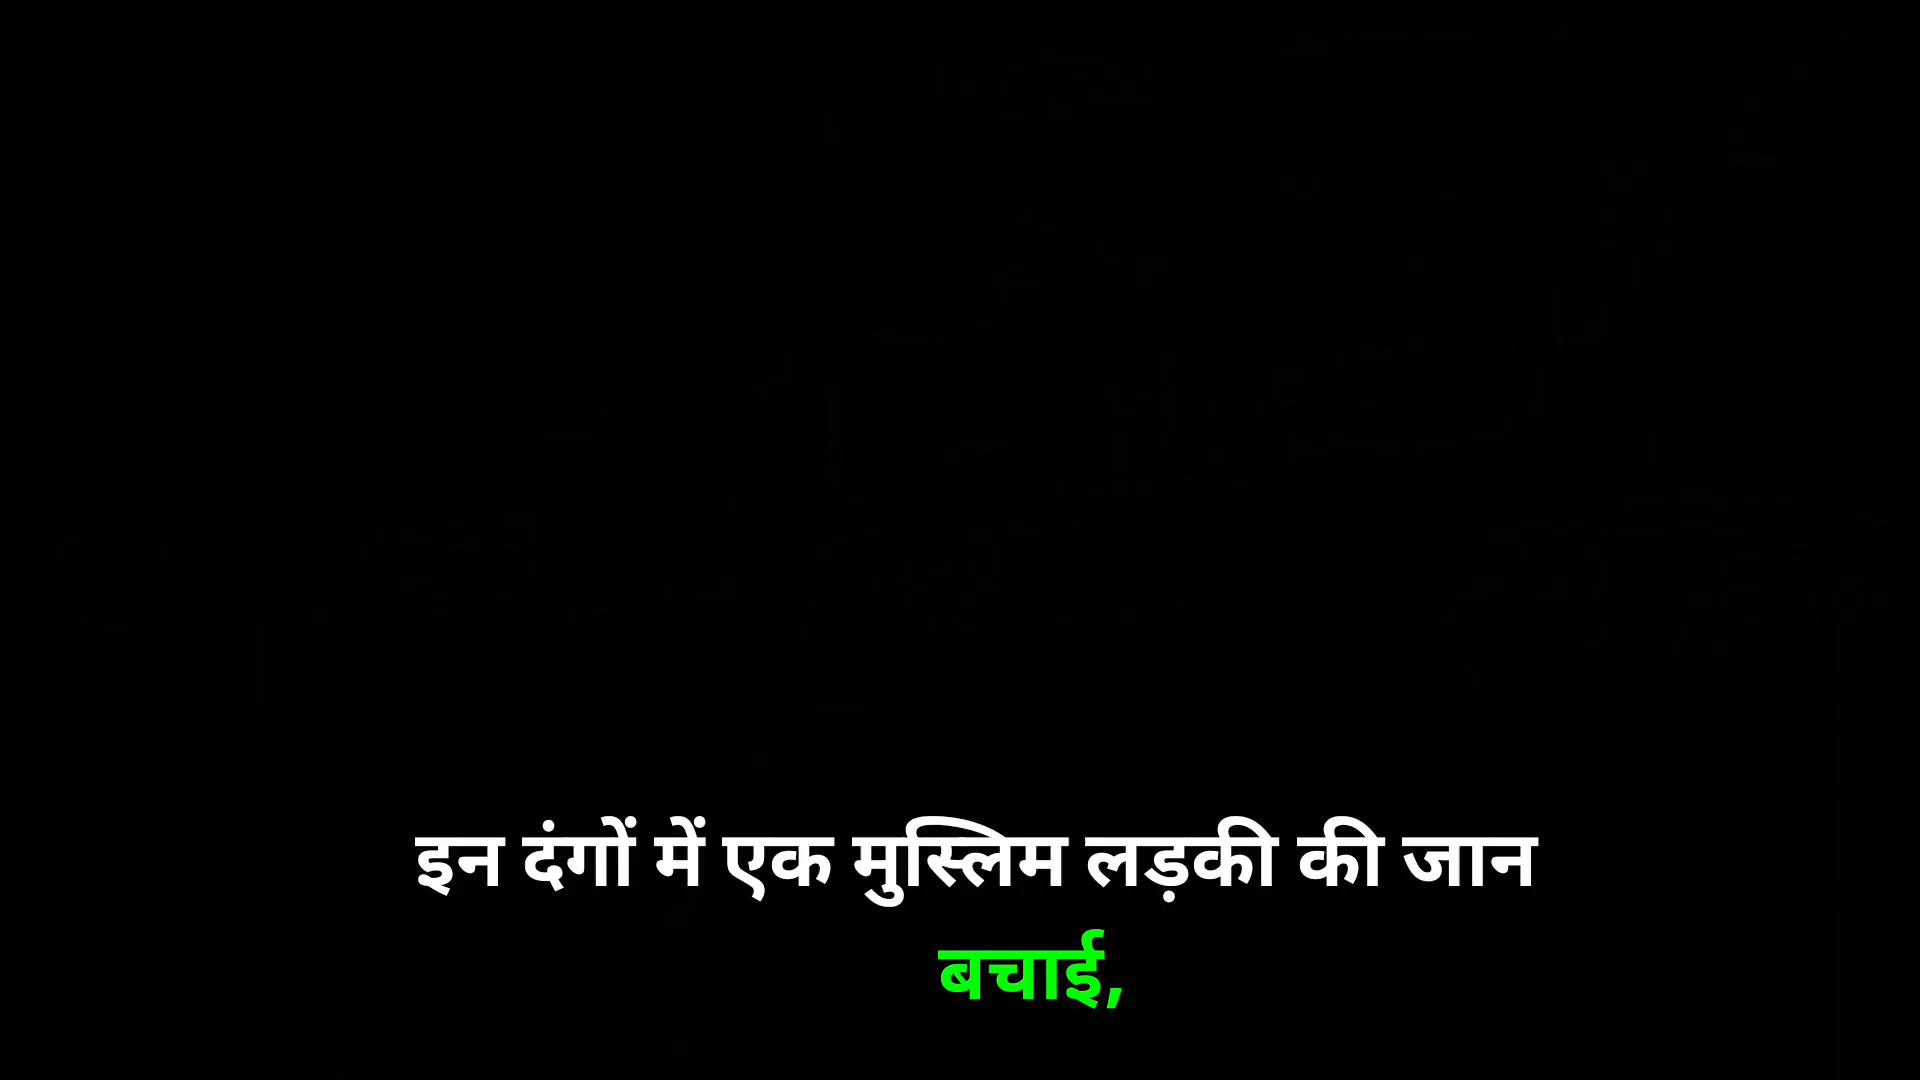 इन दंगों में एक मुस्लिम लड़की की जान
बचाई,